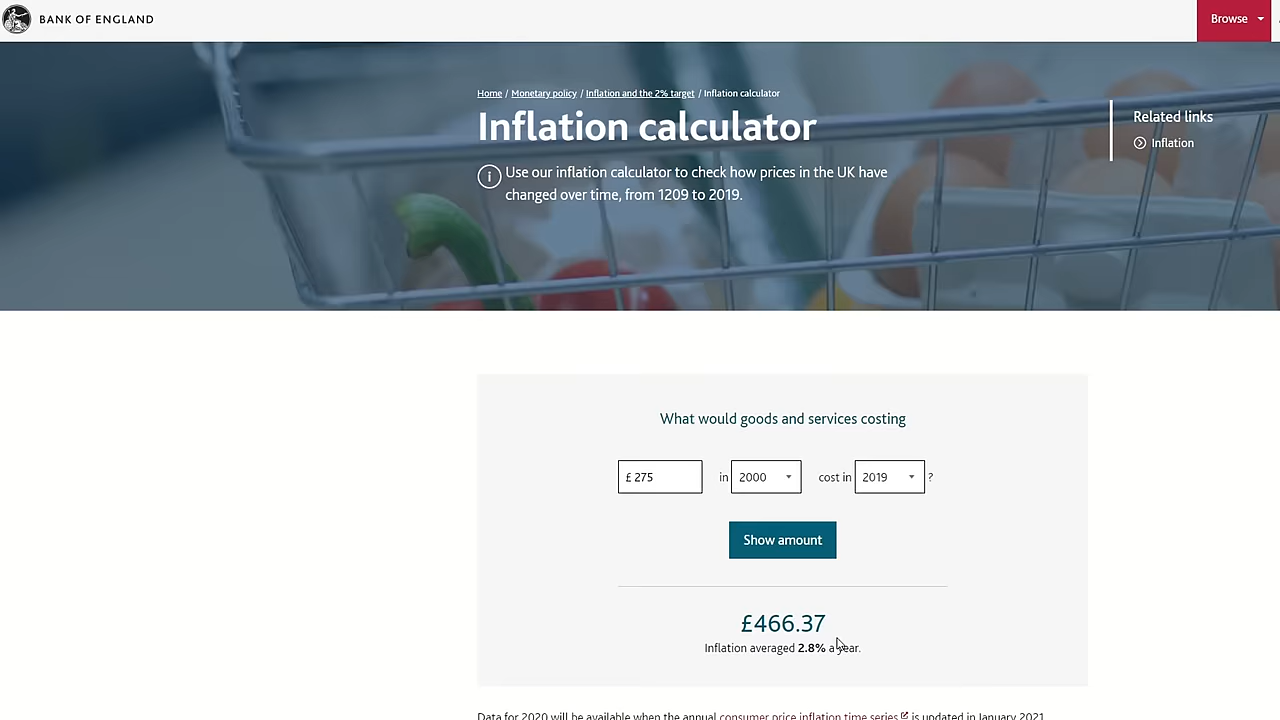 BANK OF ENGLAND
Browse
Home / Monetary policy / Inflation and the 2% target / Inflation calculator
Inflation calculator
Use our inflation calculator to check how prices in the UK have
changed over time, from 1209 to 2019.
Related links
Inflation
What would goods and services costing
£ 275 in 2000 cost in 2019 ?
Show amount
£466.37
Inflation averaged 2.8% a year.
Data for 2020 will be available when the annual consumer price inflation time series is updated in January 2021.